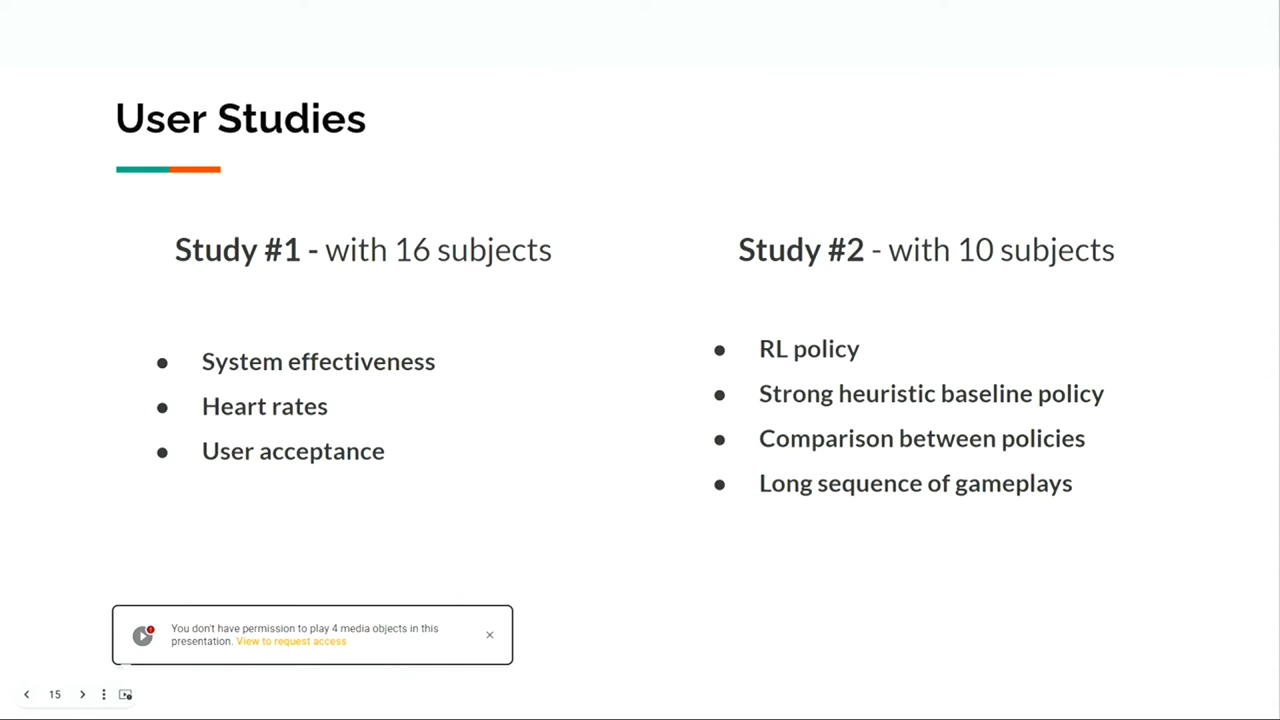 User Studies
Study #1 - with 16 subjects
● System effectiveness
● Heart rates
● User acceptance
Study #2 - with 10 subjects
● RL policy
● Strong heuristic baseline policy
● Comparison between policies
● Long sequence of gameplays
You don't have permission to play 4 media objects in this
presentation. View to request access
15